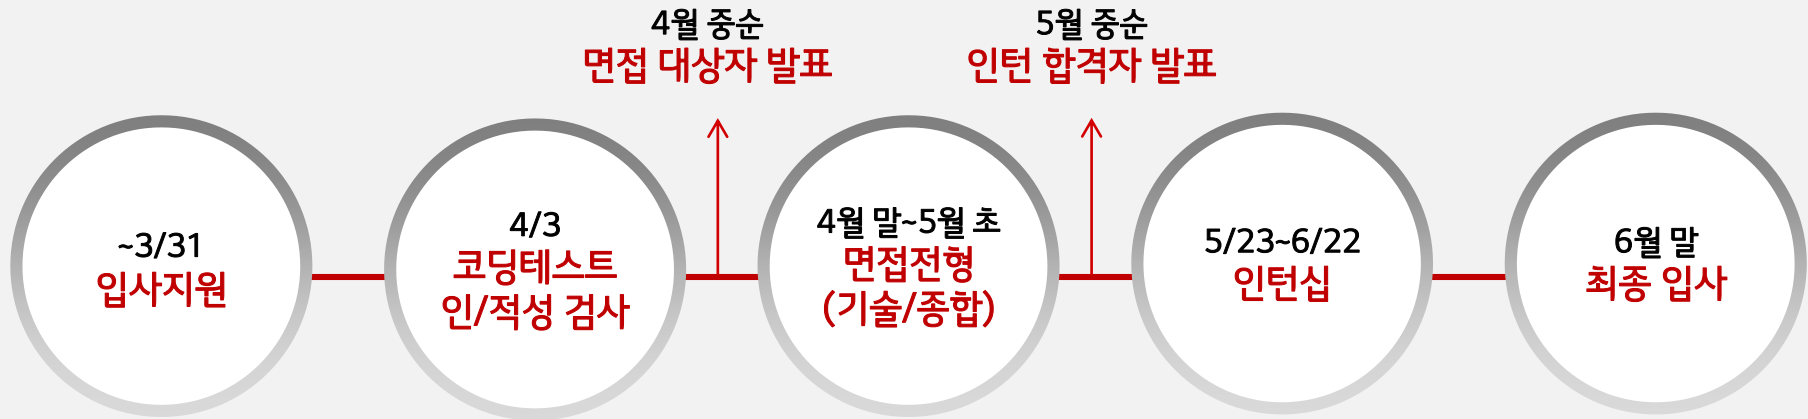 4월 중순
면접 대상자 발표
5월 중순
인턴 합격자 발표
~3/31
입사지원
4/3
코딩테스트
인/적성 검사
4월 말~5월 초
면접전형
(기술/종합)
5/23~6/22
인턴십
6월 말
최종 입사